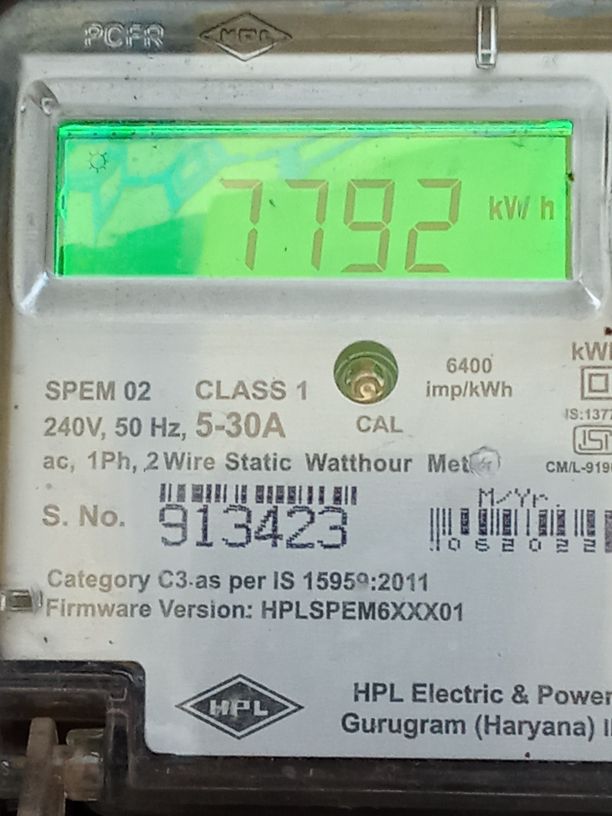 PCFR HPL
7792 kW h
6400
imp/kWh
SPEM 02 CLASS 1
CAL
240V, 50 Hz, 5-30A
ac, 1Ph, 2 Wire Static Watthour
S. No. 913423
M/Yr.
Category C3 as per IS 15959:2011
Firmware Version: HPLSPEM6XXX01
HPL
HPL Electric & Power
Gurugram (Haryana)